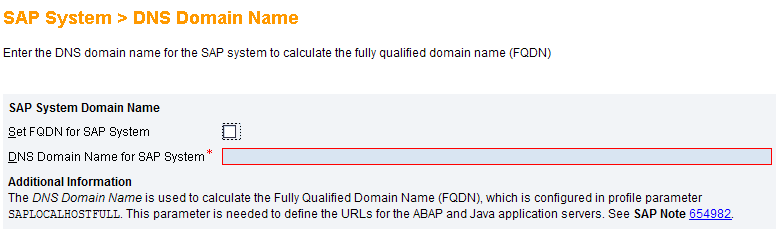 SAP System > DNS Domain Name
Enter the DNS domain name for the SAP system to calculate the fully qualified domain name (FQDN)
SAP System Domain Name
Set FQDN for SAP System
DNS Domain Name for SAP System*
Additional Information
The DNS Domain Name is used to calculate the Fully Qualified Domain Name (FQDN), which is configured in profile parameter
SAPLOCALHOSTFULL. This parameter is needed to define the URLs for the ABAP and Java application servers. See SAP Note 654982.